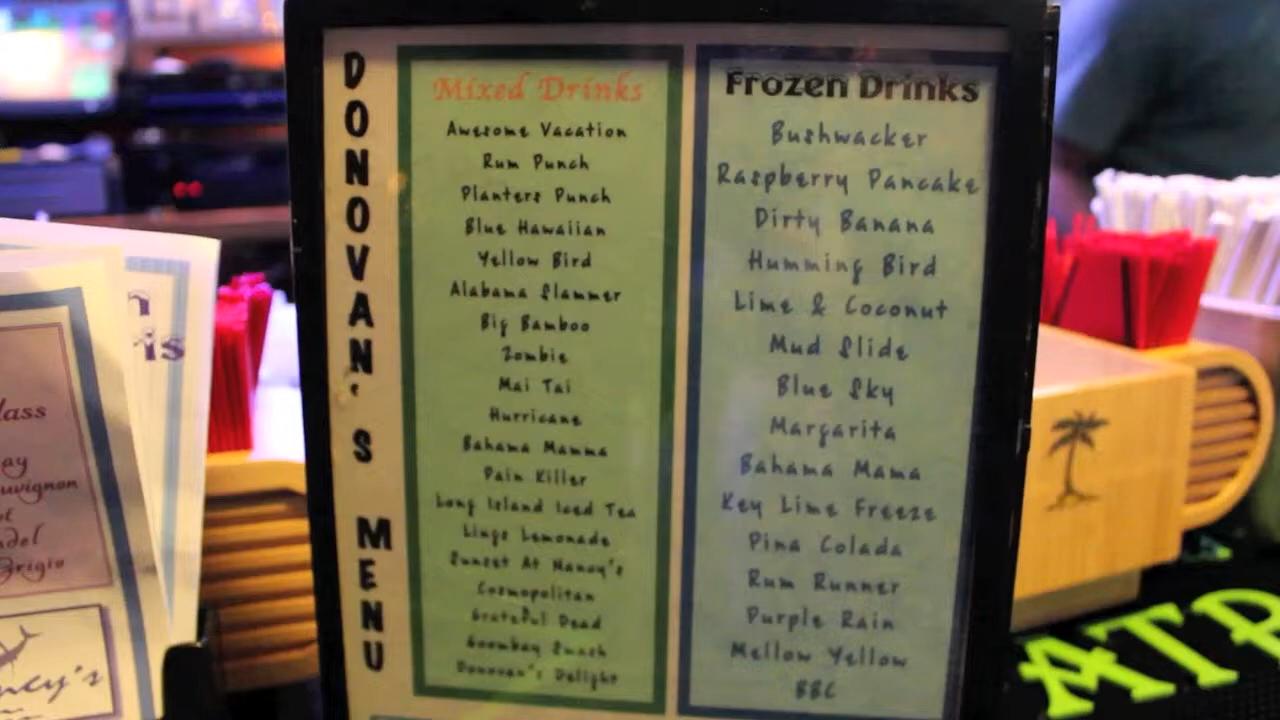 DONOVAN'S MENU
Mixed Drinks
Awesome Vacation
Rum Punch
Planters Punch
Blue Hawaiian
Yellow Bird
Alabama Slammer
Big Bamboo
Zombie
Mai Tai
Hurricane
Bahama Mamma
Pain Killer
Long Island Iced Tea
Lings Lemonade
Sunset At Nancy's
Cosmopolitan
Grateful Dead
Goombay Smash
Donovan's Delight
Frozen Drinks
Bushwacker
Raspberry Pancake
Dirty Banana
Humming Bird
Lime & Coconut
Mud Slide
Blue Sky
Margarita
Bahama Mama
Key Lime Freeze
Pina Colada
Rum Runner
Purple Rain
Mellow Yellow
BBC